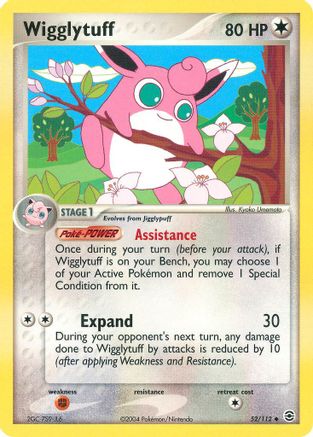 Wigglytuff 80 HP
Illus. Kyoko Umemoto
STAGE 1
Evolves from Jigglypuff
Poké-POWER Assistance
Once during your turn (before your attack), if
Wigglytuff is on your Bench, you may choose 1
of your Active Pokémon and remove 1 Special
Condition from it.
Expand 30
During your opponent's next turn, any damage
done to Wigglytuff by attacks is reduced by 10
(after applying Weakness and Resistance).
weakness resistance retreat cost
©2004 Pokémon/Nintendo 52/112